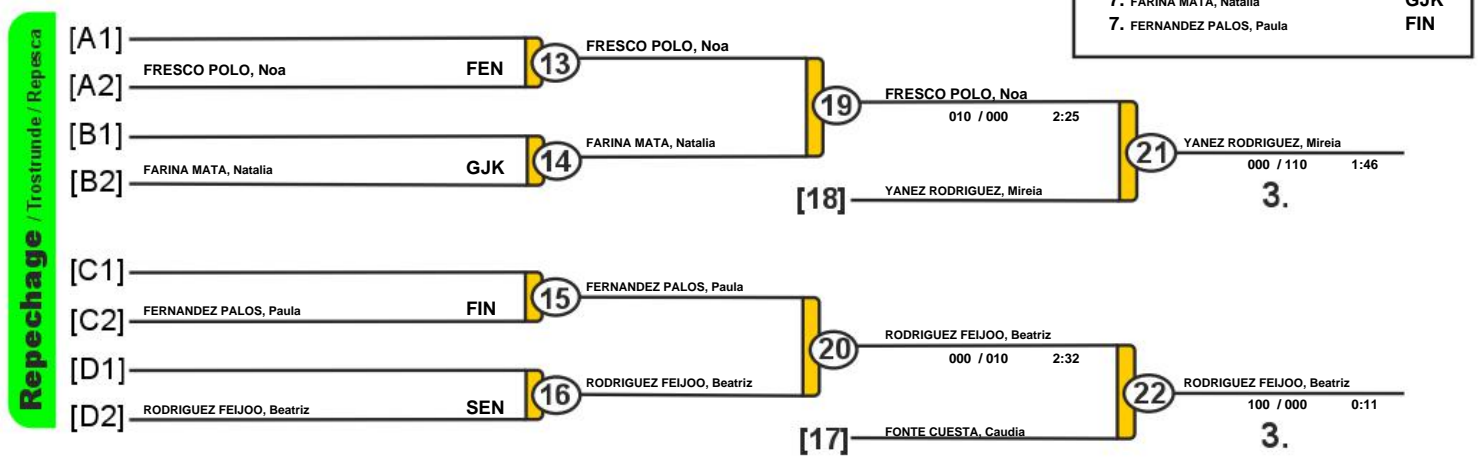 7. FARINA MATA, Natalia GJK
7. FERNANDEZ PALOS, Paula FIN
Repechage / Trostrunde / Repesca
[A1]
FRESCO POLO, Noa FEN
[A2]
13
FRESCO POLO, Noa
[B1]
FARINA MATA, Natalia GJK
[B2]
14
FARINA MATA, Natalia
19
FRESCO POLO, Noa
010 / 000 2:25
[18]
YANEZ RODRIGUEZ, Mireia
21
YANEZ RODRIGUEZ, Mireia
000 / 110 1:46
3.
[C1]
FERNANDEZ PALOS, Paula FIN
[C2]
15
FERNANDEZ PALOS, Paula
[D1]
RODRIGUEZ FEIJOO, Beatriz SEN
[D2]
16
RODRIGUEZ FEIJOO, Beatriz
20
RODRIGUEZ FEIJOO, Beatriz
000 / 010 2:32
[17]
FONTE CUESTA, Caudia
22
RODRIGUEZ FEIJOO, Beatriz
100 / 000 0:11
3.